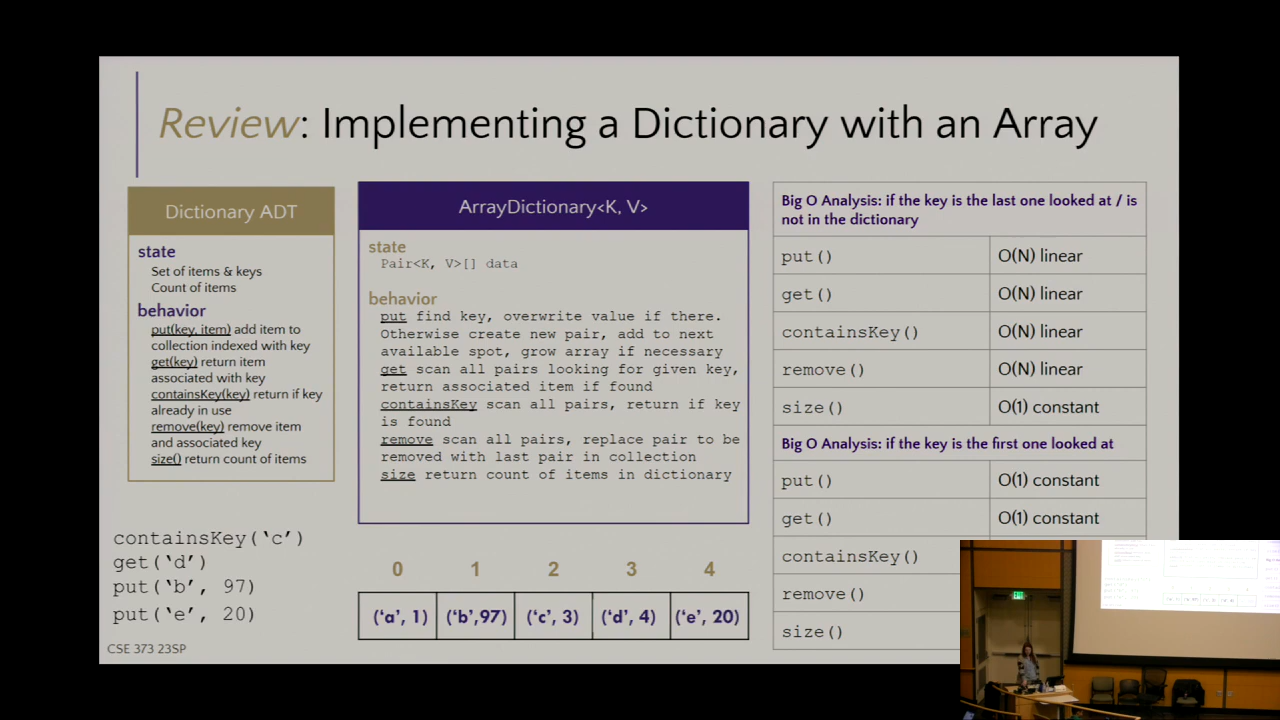 Review: Implementing a Dictionary with an Array
Dictionary ADT
state
Set of items & keys
Count of items
behavior
put(key, item) add item to
collection indexed with key
get(key) return item
associated with key
containsKey(key) return if key
already in use
remove(key) remove item
and associated key
size() return count of items
ArrayDictionary<K, V>
state
Pair<K, V>[] data
behavior
put find key, overwrite value if there.
Otherwise create new pair, add to next
available spot, grow array if necessary
get scan all pairs looking for given key,
return associated item if found
containsKey scan all pairs, return if key
is found
remove scan all pairs, replace pair to be
removed with last pair in collection
size return count of items in dictionary
Big O Analysis: if the key is the last one looked at / is
not in the dictionary
put() O(N) linear
get() O(N) linear
containsKey() O(N) linear
remove() O(N) linear
size() O(1) constant
Big O Analysis: if the key is the first one looked at
put() O(1) constant
get() O(1) constant
containsKey()
remove()
size()
containsKey(‘c’)
get(‘d’)
put(‘b’, 97)
put(‘e’, 20)
0 1 2 3 4
(‘a’, 1) (‘b’,97) (‘c’, 3) (‘d’, 4) (‘e’, 20)
CSE 373 23SP